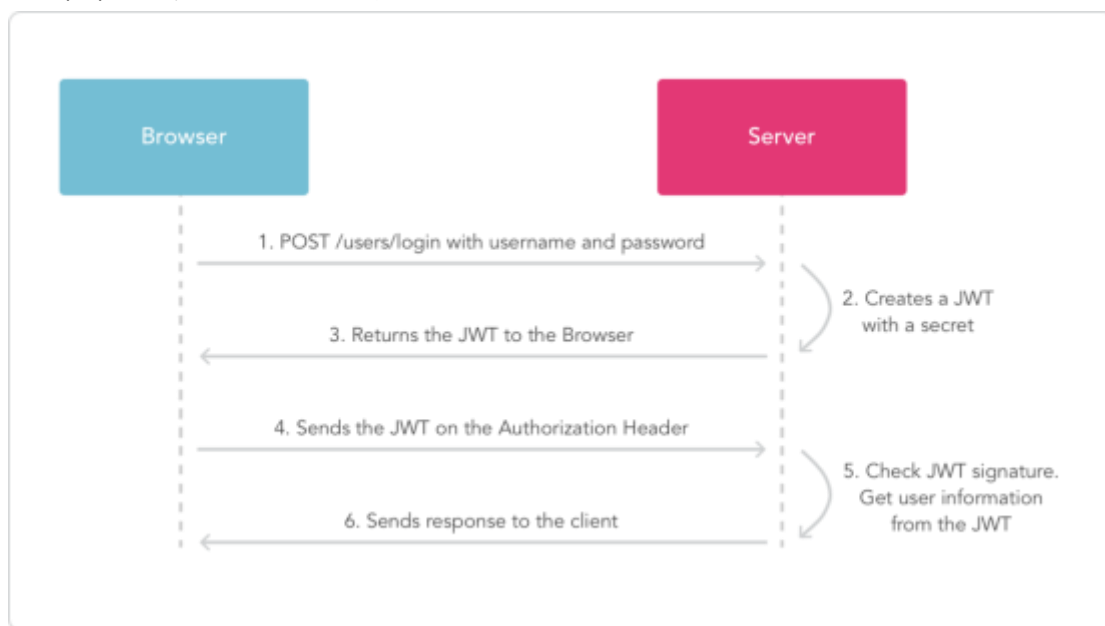 Browser
Server
1. POST /users/login with username and password
2. Creates a JWT
with a secret
3. Returns the JWT to the Browser
4. Sends the JWT on the Authorization Header
5. Check JWT signature.
Get user information
from the JWT
6. Sends response to the client